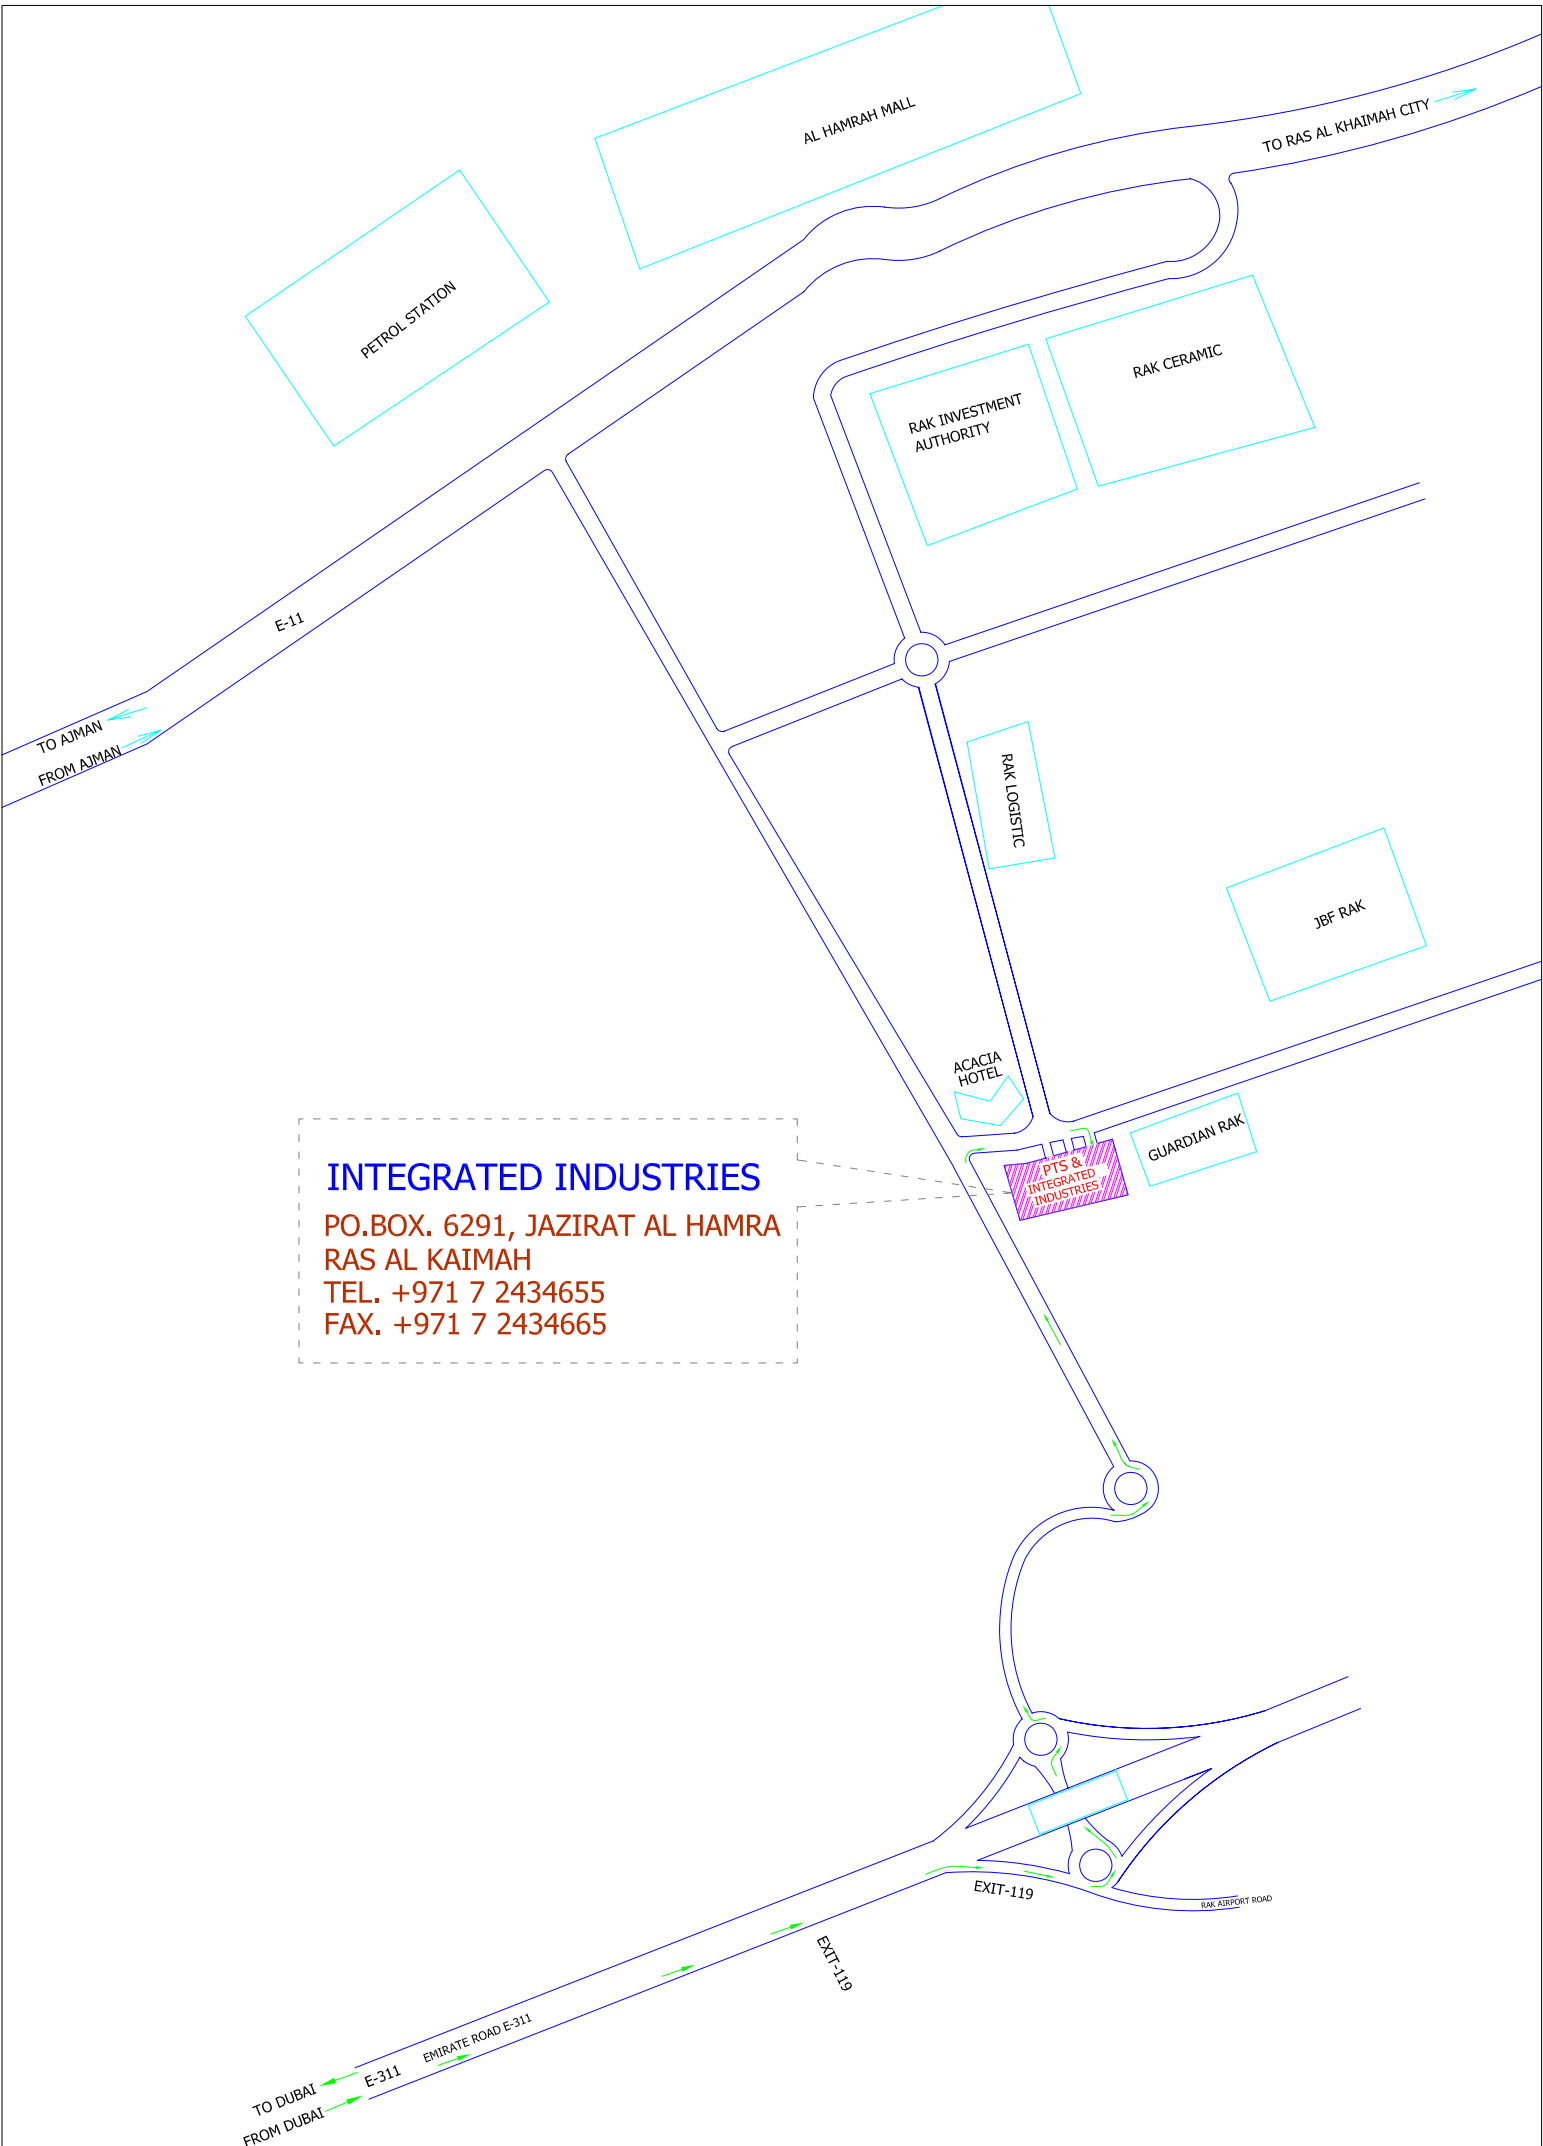 AL HAMRAH MALL
TO RAS AL KHAIMAH CITY
PETROL STATION
RAK CERAMIC
RAK INVESTMENT
AUTHORITY
E-11
TO AJMAN
FROM AJMAN
RAK LOGISTIC
JBF RAK
ACACIA
HOTEL
GUARDIAN RAK
PTS &
INTEGRATED
INDUSTRIES
INTEGRATED INDUSTRIES
PO.BOX. 6291, JAZIRAT AL HAMRA
RAS AL KAIMAH
TEL. +971 7 2434655
FAX. +971 7 2434665
EXIT-119
RAK AIRPORT ROAD
EXIT-119
EMIRATE ROAD E-311
E-311
TO DUBAI
FROM DUBAI